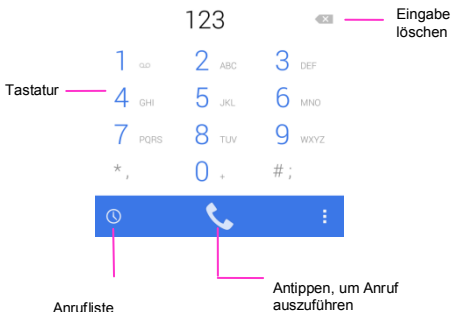 123
Eingabe
löschen
1 2 ABC 3 DEF
Tastatur
4 GHI 5 JKL 6 MNO
7 PQRS 8 TUV 9 WXYZ
*, 0 + #;
Anrufliste
Antippen, um Anruf
auszuführen